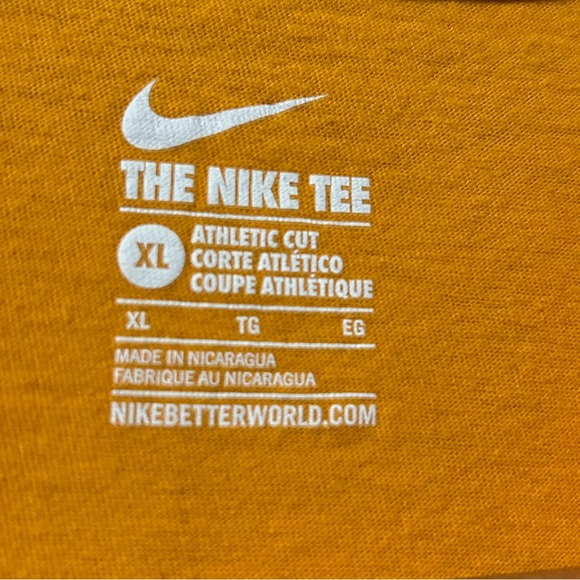 THE NIKE TEE
XL
ATHLETIC CUT
CORTE ATLÉTICO
COUPE ATHLÉTIQUE
XL TG EG
MADE IN NICARAGUA
FABRIQUE AU NICARAGUA
NIKEBETTERWORLD.COM